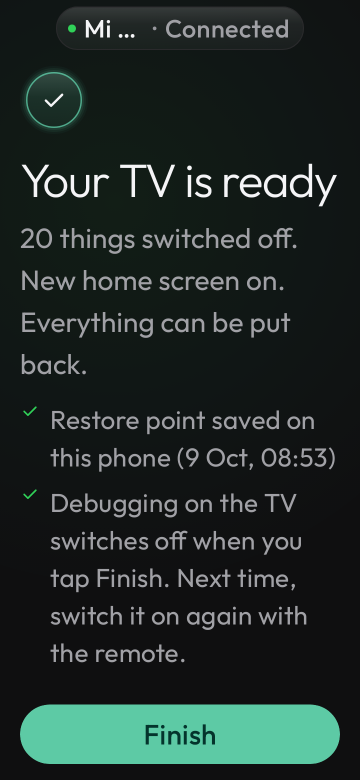 Mi ... · Connected
Your TV is ready
20 things switched off.
New home screen on.
Everything can be put
back.
Restore point saved on
this phone (9 Oct, 08:53)
Debugging on the TV
switches off when you
tap Finish. Next time,
switch it on again with
the remote.
Finish